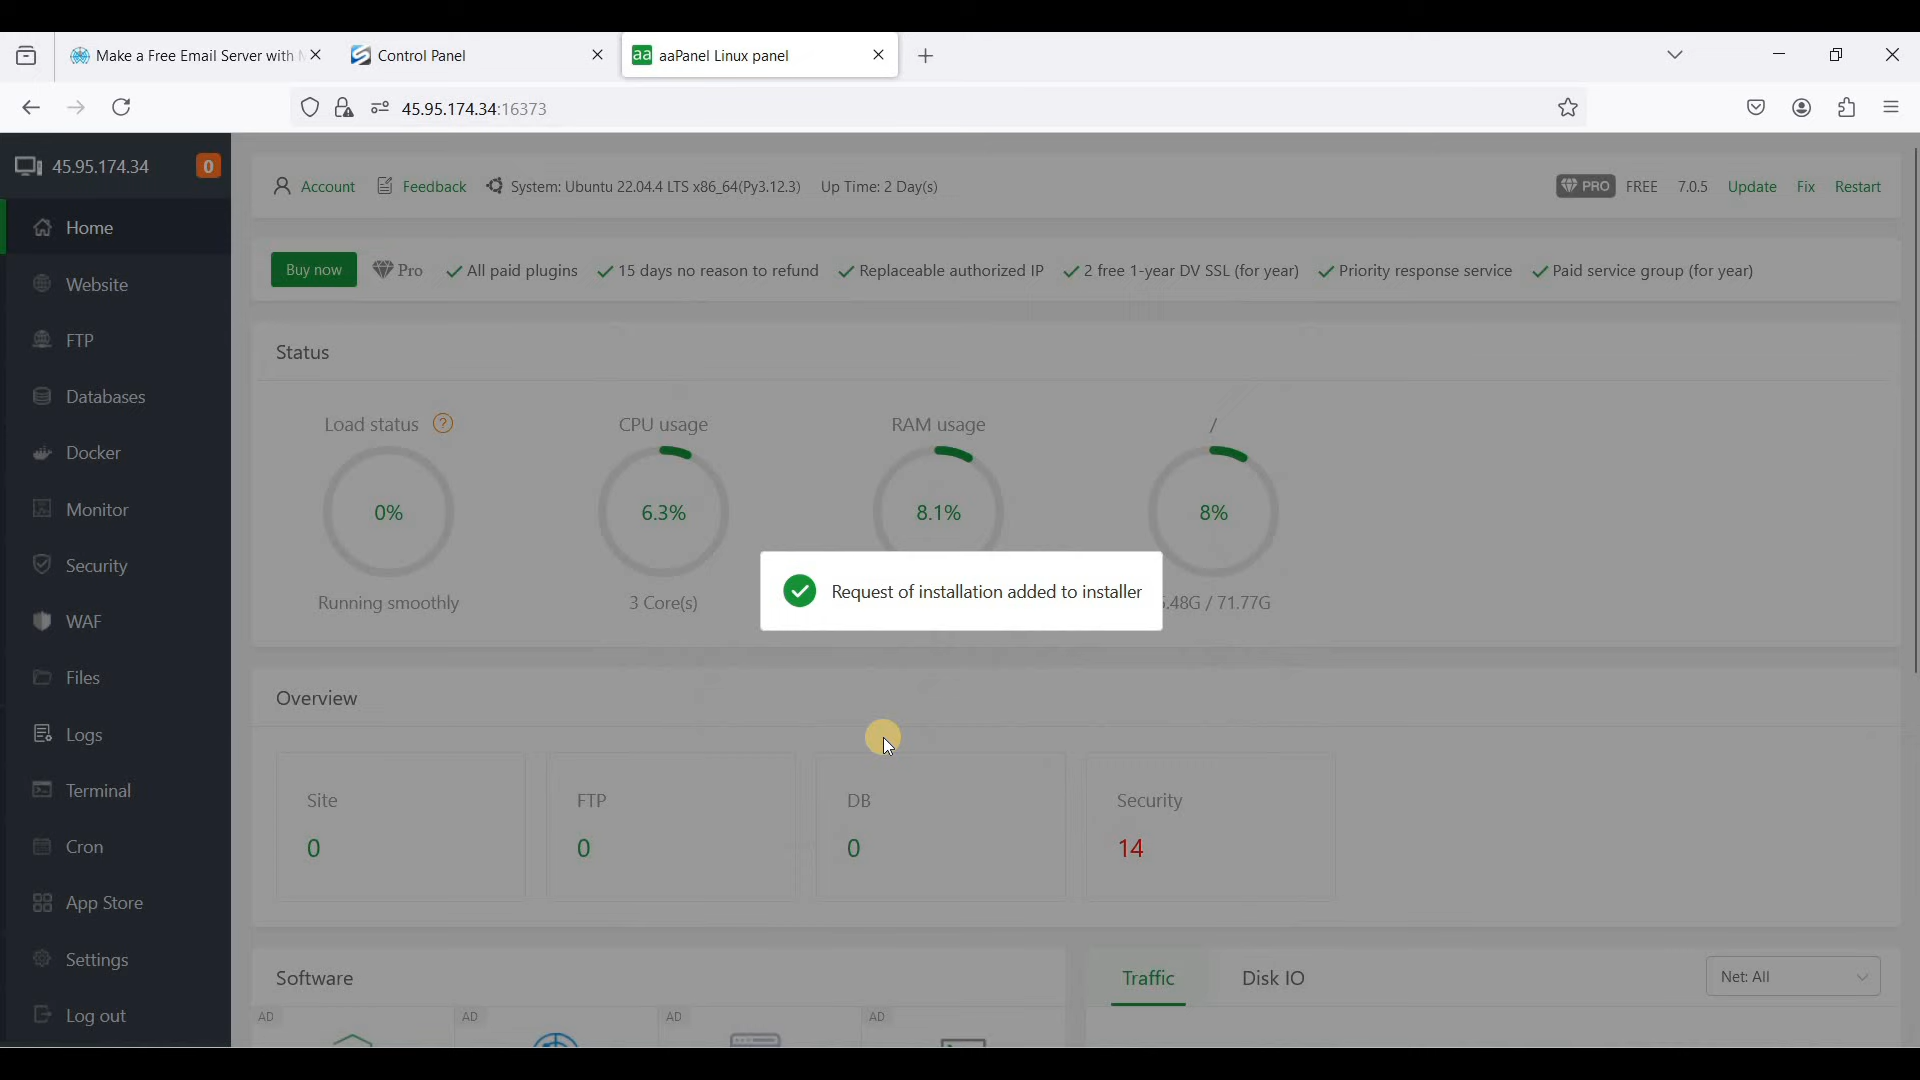 Make a Free Email Server with
Control Panel
aaPanel Linux panel
45.95.174.34:16373
45.95.174.34
0
Account
Feedback
System: Ubuntu 22.04.4 LTS x86_64(Py3.12.3)
Up Time: 2 Day(s)
PRO
FREE
7.0.5
Update
Fix
Restart
Home
Website
FTP
Databases
Docker
Monitor
Security
WAF
Files
Logs
Terminal
Cron
App Store
Settings
Log out
Buy now
Pro
All paid plugins
15 days no reason to refund
Replaceable authorized IP
2 free 1-year DV SSL (for year)
Priority response service
Paid service group (for year)
Status
Load status
?
CPU usage
RAM usage
/
0%
6.3%
8.1%
8%
Running smoothly
3 Core(s)
.48G / 71.77G
Request of installation added to installer
Overview
Site
FTP
DB
Security
0
0
0
14
Software
Traffic
Disk IO
Net: All
AD
AD
AD
AD